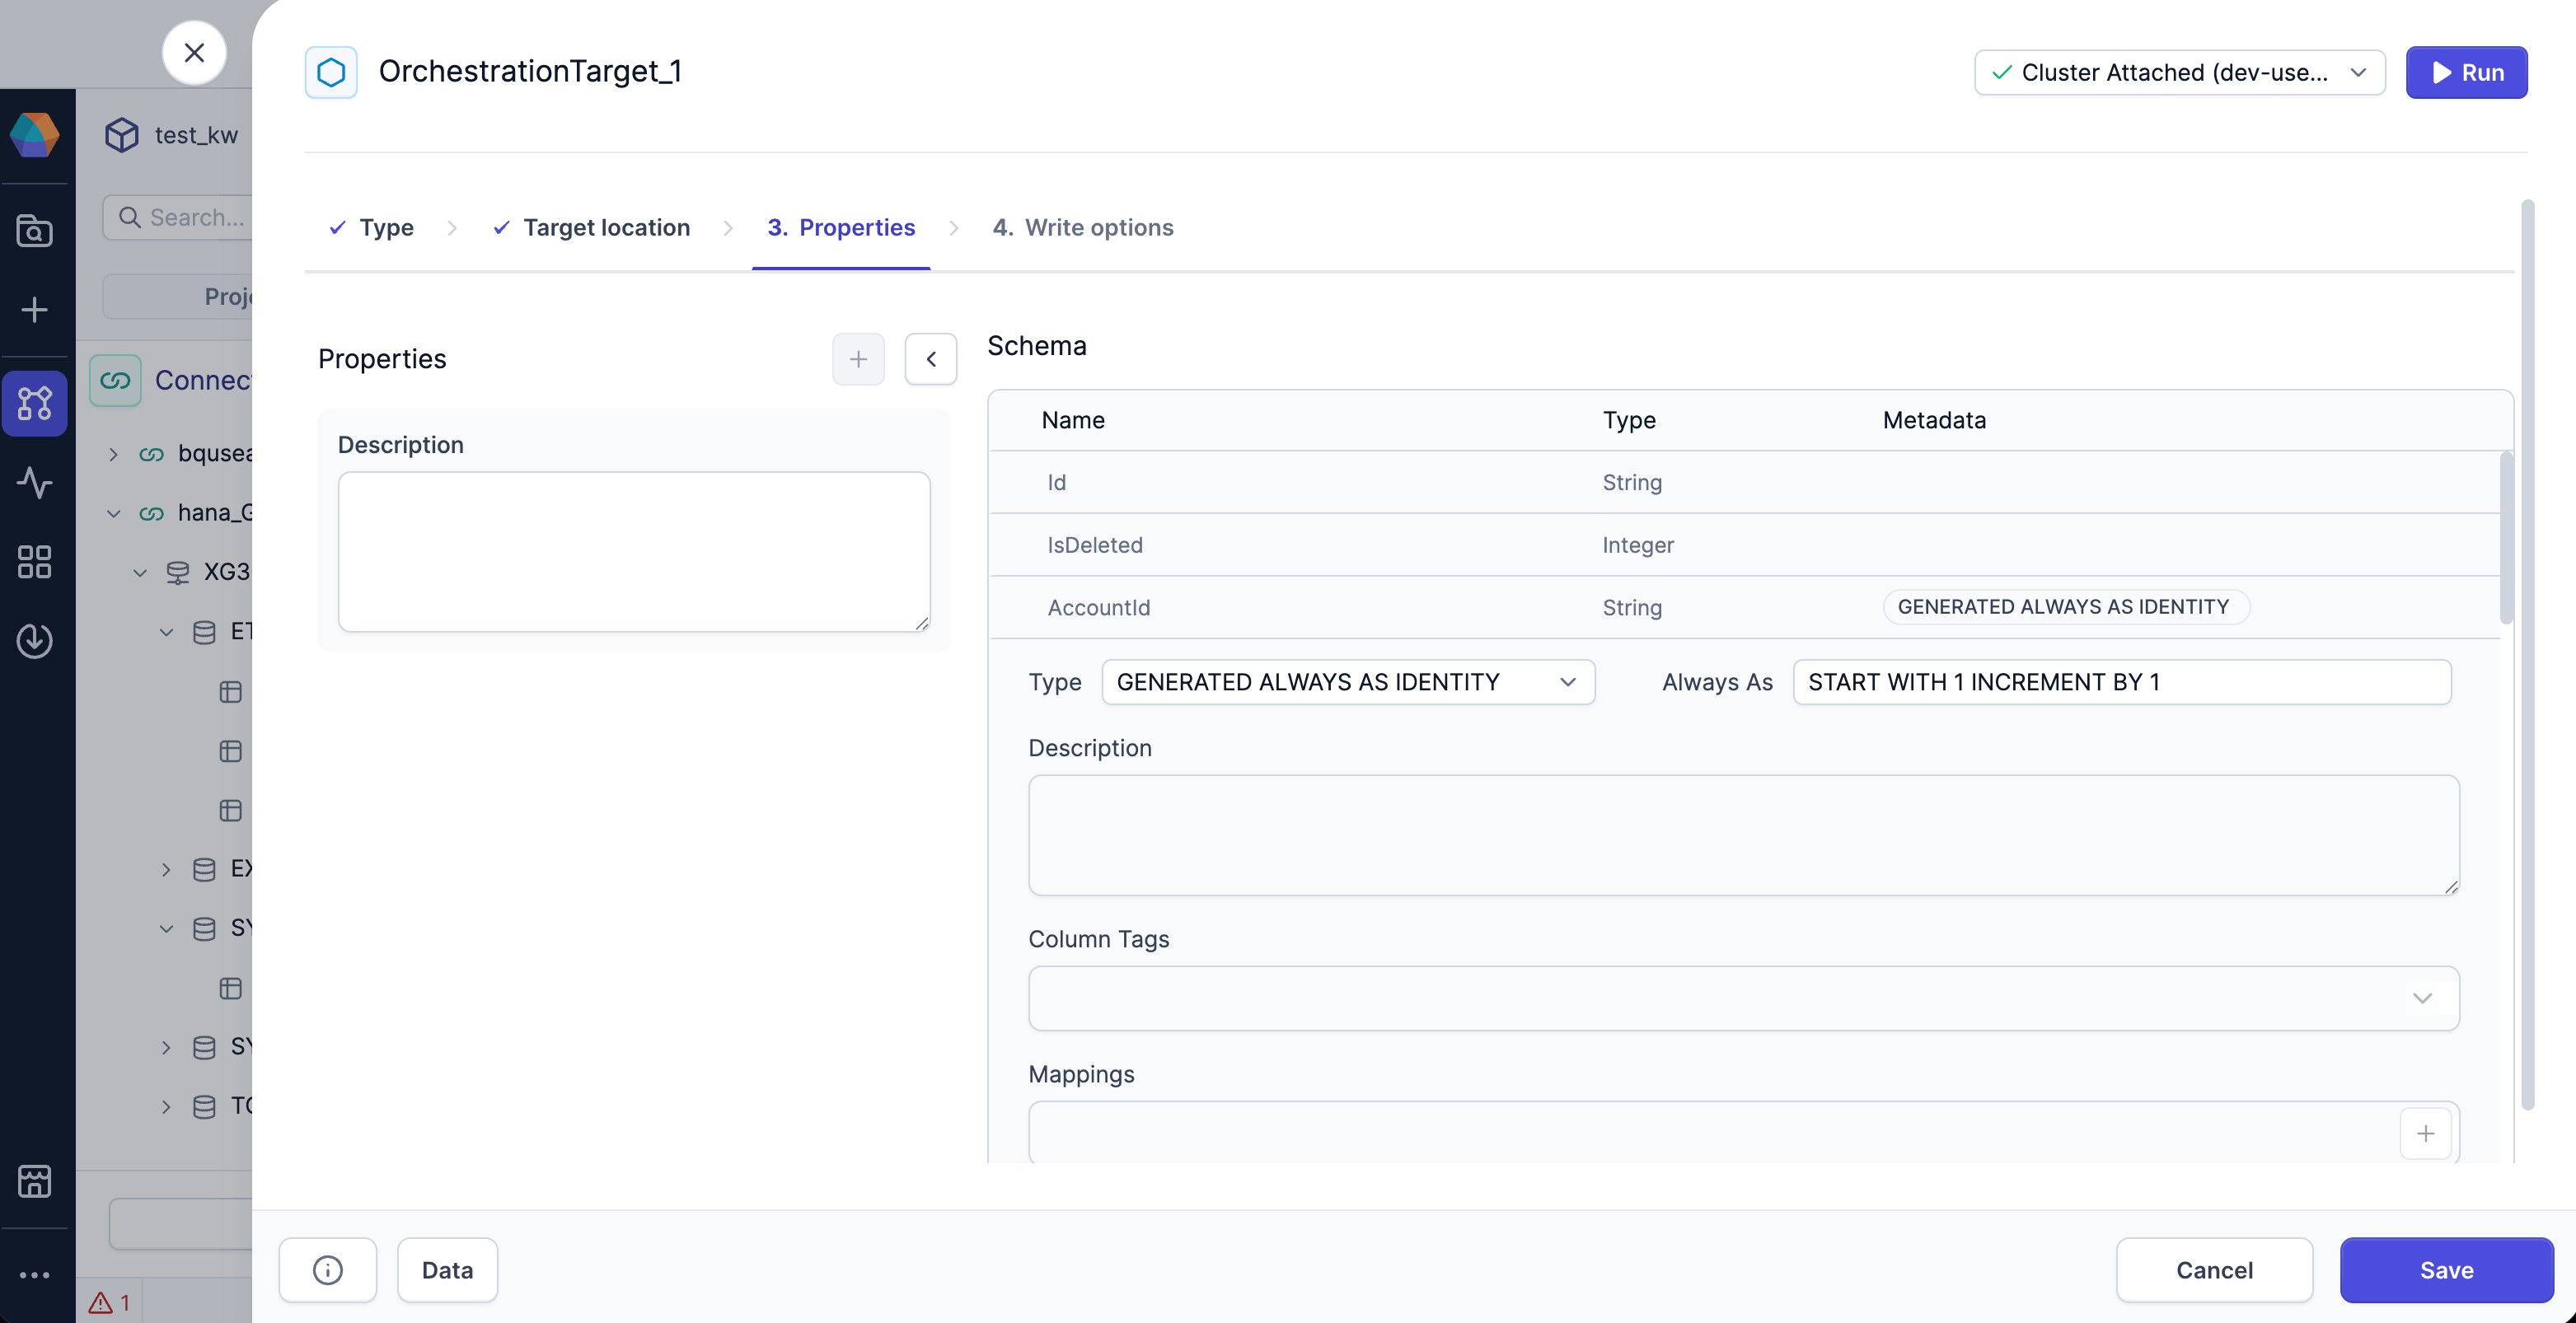 OrchestrationTarget_1
Cluster Attached (dev-use...
Run
test_kw
Search...
Type
Target location
3. Properties
4. Write options
Properties
Schema
Connec
Name
Type
Metadata
Description
Id
String
IsDeleted
Integer
AccountId
String
GENERATED ALWAYS AS IDENTITY
Type
GENERATED ALWAYS AS IDENTITY
Always As
START WITH 1 INCREMENT BY 1
Description
Column Tags
Mappings
Proj
bqusea
hana_G
XG3
ET
EX
SY
SY
TO
1
Data
Cancel
Save